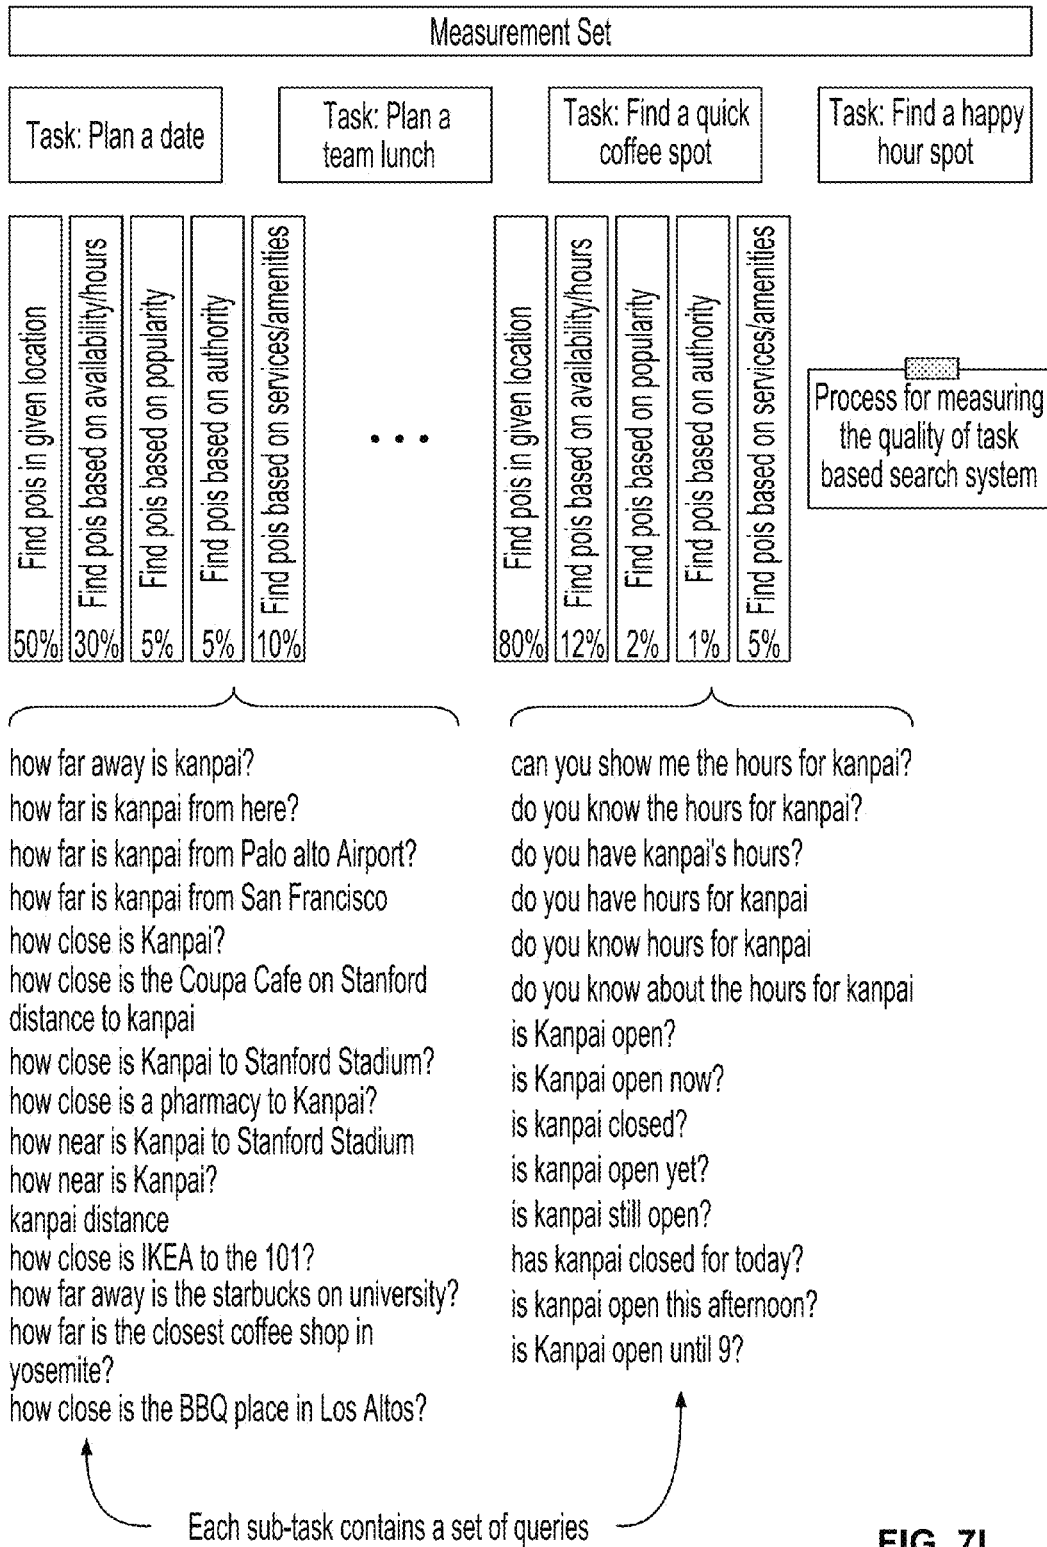 Measurement Set
Task: Plan a date
Task: Plan a
team lunch
Task: Find a quick
coffee spot
Task: Find a happy
hour spot
Find pois in given location
50%
Find pois based on availability/hours
30%
Find pois based on popularity
5%
Find pois based on authority
5%
Find pois based on services/amenities
10%
• • •
Find pois in given location
80%
Find pois based on availability/hours
12%
Find pois based on popularity
2%
Find pois based on authority
1%
Find pois based on services/amenities
5%
Process for measuring
the quality of task
based search system
how far away is kanpai?
how far is kanpai from here?
how far is kanpai from Palo alto Airport?
how far is kanpai from San Francisco
how close is Kanpai?
how close is the Coupa Cafe on Stanford
distance to kanpai
how close is Kanpai to Stanford Stadium?
how close is a pharmacy to Kanpai?
how near is Kanpai to Stanford Stadium
how near is Kanpai?
kanpai distance
how close is IKEA to the 101?
how far away is the starbucks on university?
how far is the closest coffee shop in
yosemite?
how close is the BBQ place in Los Altos?
can you show me the hours for kanpai?
do you know the hours for kanpai?
do you have kanpai's hours?
do you have hours for kanpai
do you know hours for kanpai
do you know about the hours for kanpai
is Kanpai open?
is Kanpai open now?
is kanpai closed?
is kanpai open yet?
is kanpai still open?
has kanpai closed for today?
is kanpai open this afternoon?
is Kanpai open until 9?
Each sub-task contains a set of queries